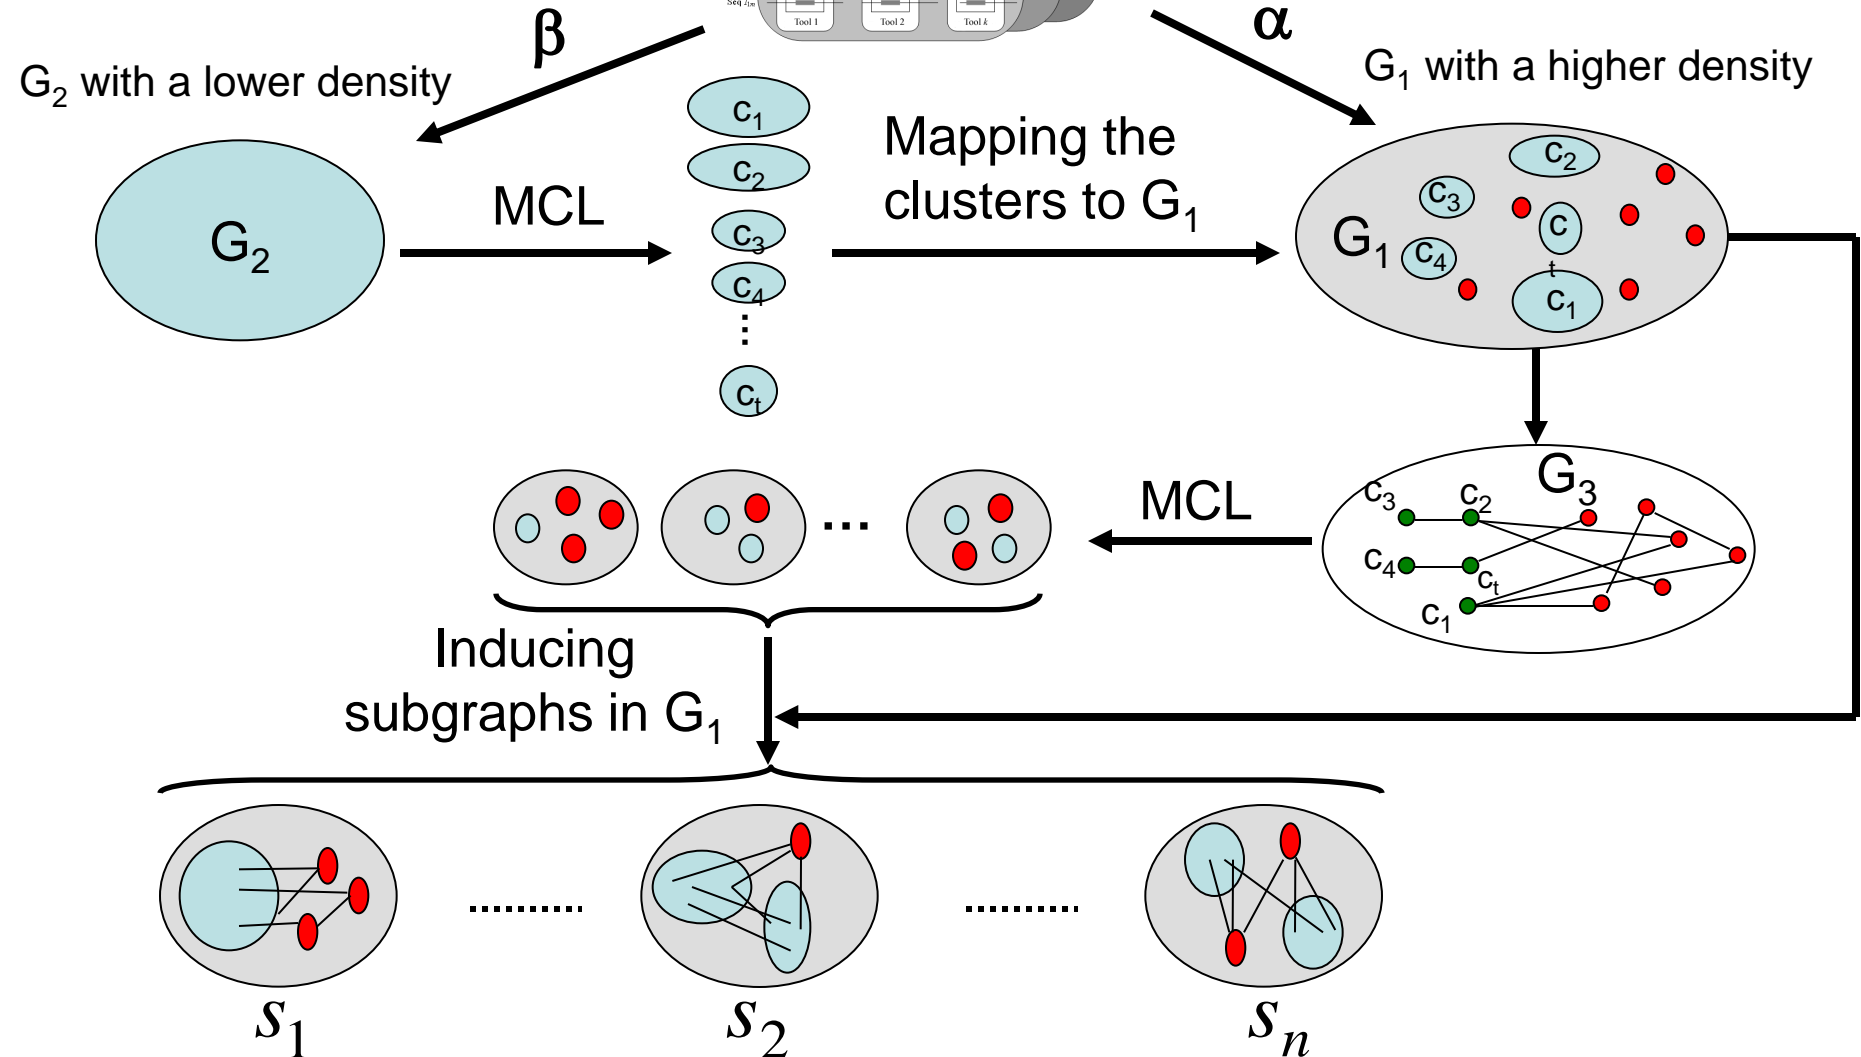 Tool 1 Tool 2 Tool k
β
α
G₂ with a lower density
G₁ with a higher density
c₁
c₂
c₃
c₄
⋮
cₜ
G₂
MCL
Mapping the
clusters to G₁
G₁
c₂
c₃
c
t
c₄
c₁
G₃
c₃ c₂
c₄ cₜ
c₁
MCL
...
Inducing
subgraphs in G₁
s₁ s₂ sₙ